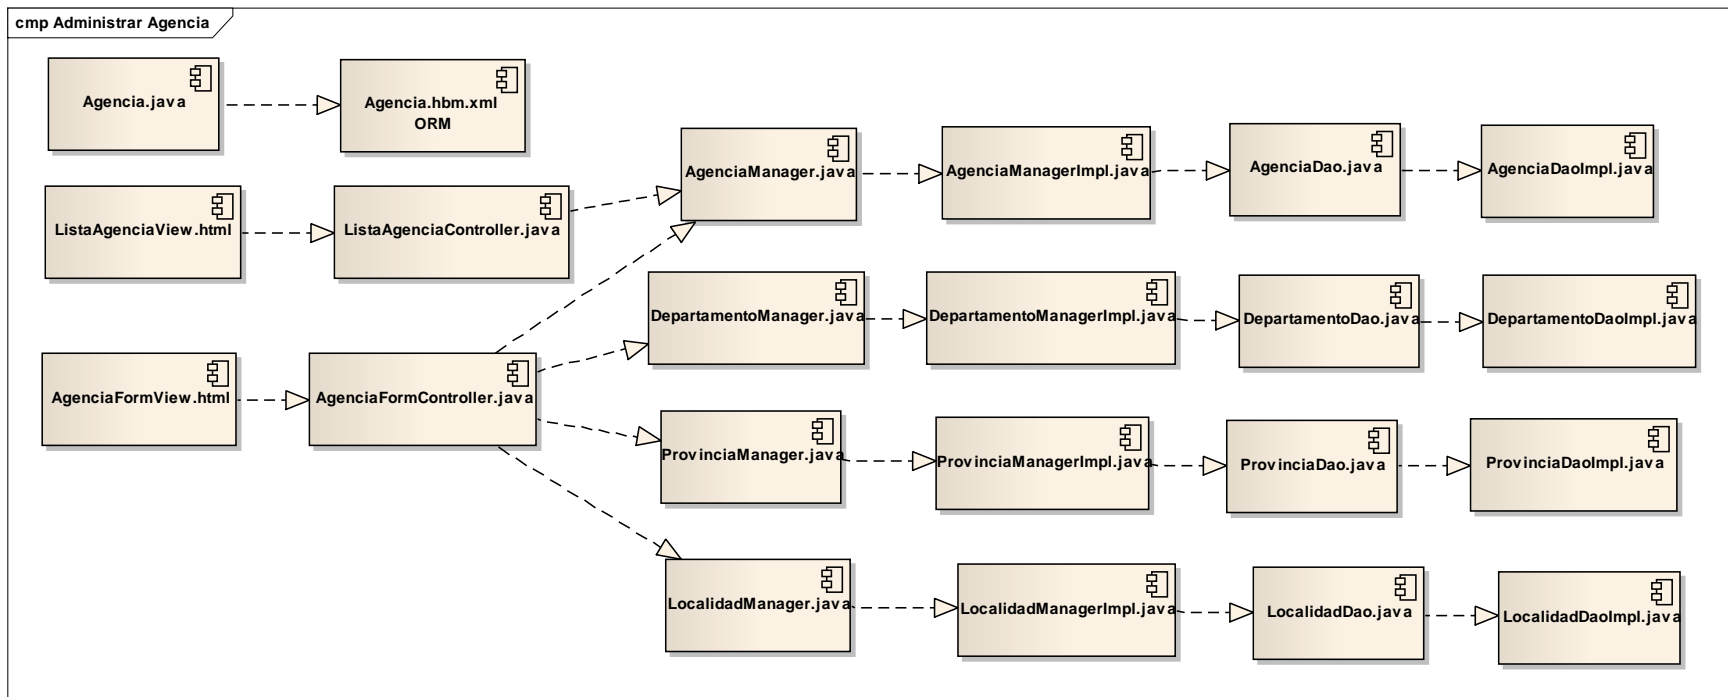 cmp Administrar Agencia
Agencia.java
Agencia.hbm.xml
ORM
AgenciaManager.java
AgenciaManagerImpl.java
AgenciaDao.java
AgenciaDaoImpl.java
ListaAgenciaView.html
ListaAgenciaController.java
DepartamentoManager.java
DepartamentoManagerImpl.java
DepartamentoDao.java
DepartamentoDaoImpl.java
AgenciaFormView.html
AgenciaFormController.java
ProvinciaManager.java
ProvinciaManagerImpl.java
ProvinciaDao.java
ProvinciaDaoImpl.java
LocalidadManager.java
LocalidadManagerImpl.java
LocalidadDao.java
LocalidadDaoImpl.java